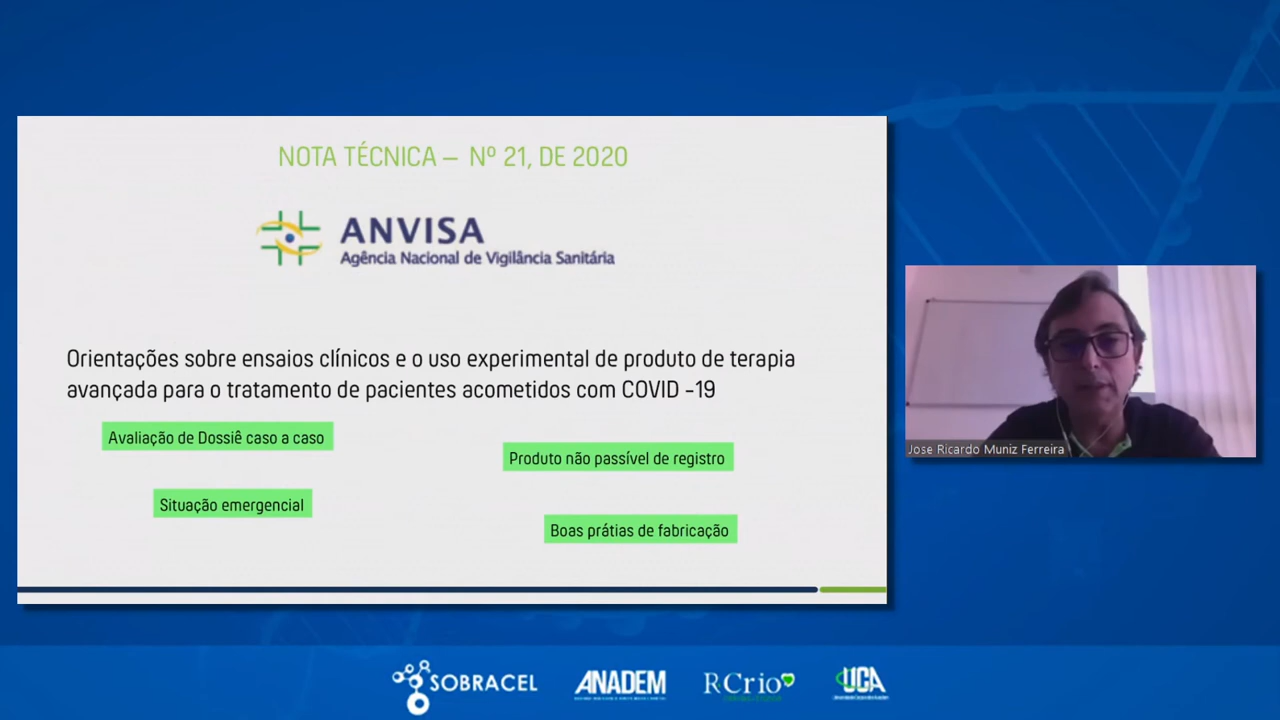 NOTA TÉCNICA – Nº 21, DE 2020
ANVISA
Agência Nacional de Vigilância Sanitária
Orientações sobre ensaios clínicos e o uso experimental de produto de terapia
avançada para o tratamento de pacientes acometidos com COVID -19
Avaliação de Dossiê caso a caso
Produto não passível de registro
Situação emergencial
Boas prátias de fabricação
Jose Ricardo Muniz Ferreira
SOBRACEL
ANADEM
RCrio
UCA